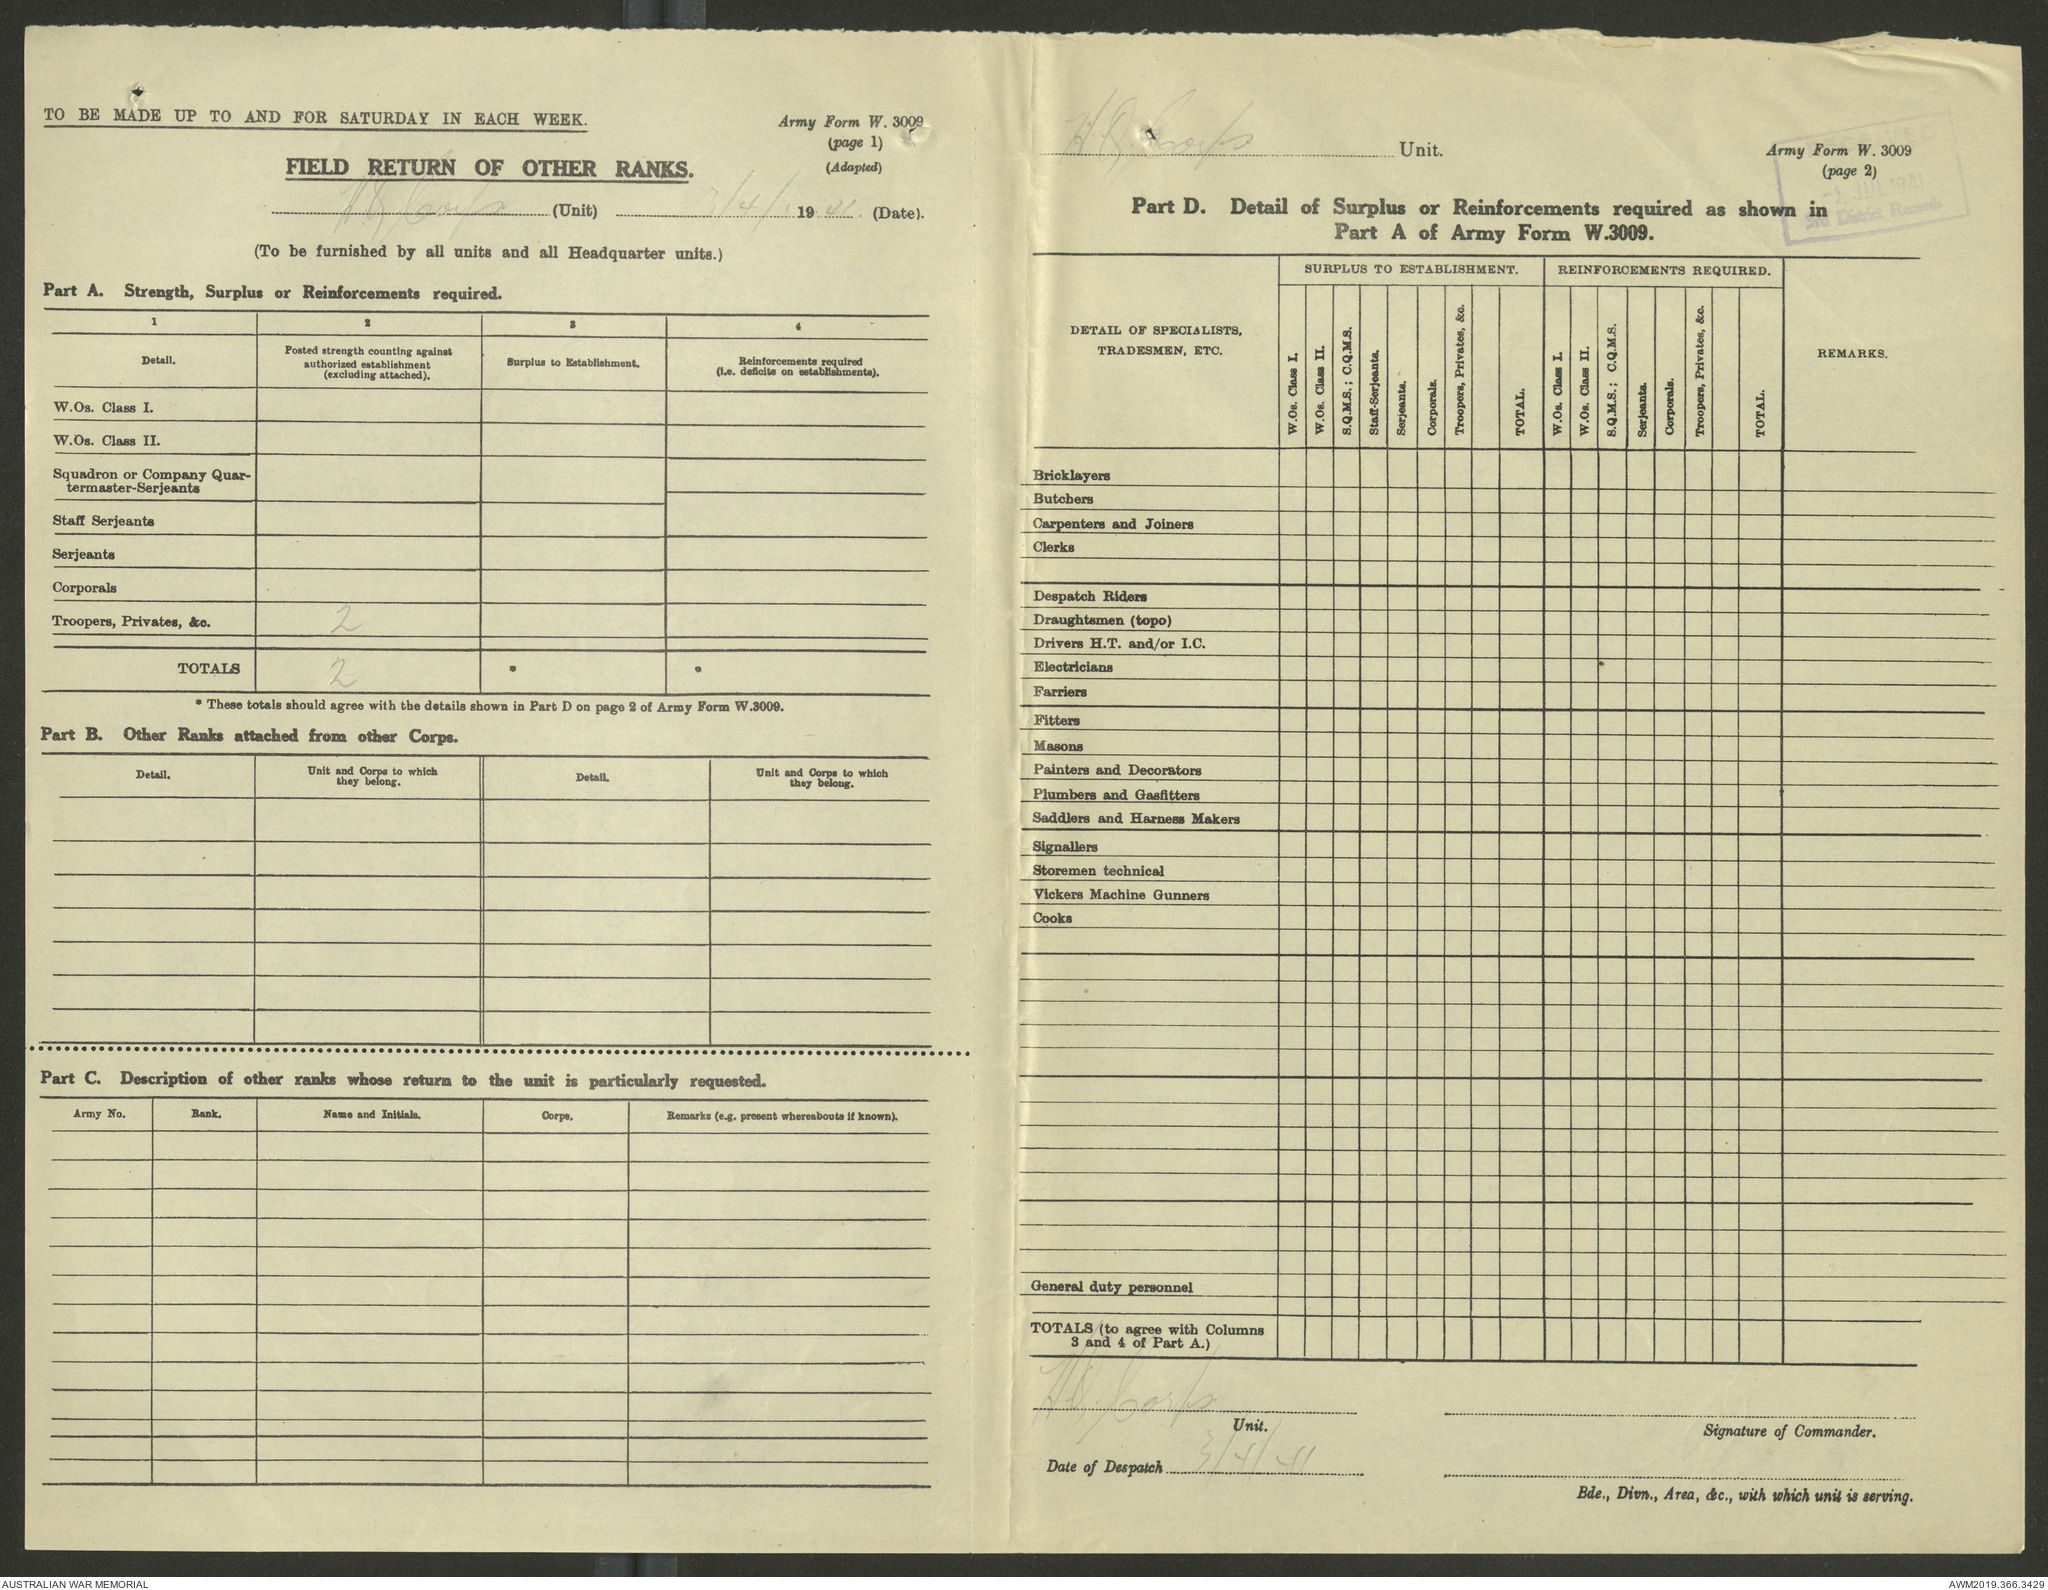 TO BE MADE UP TO AND FOR SATURDAY IN EACH WEEK.
Army Form W. 3009
(page 1)
(Adapted)
FIELD RETURN OF OTHER RANKS.
H.Q. Corps (Unit) 3/4/ 1941. (Date).
(To be furnished by all units and all Headquarter units.)
Part A. Strength, Surplus or Reinforcements required.
1 2 3 4
Detail.
Posted strength counting against
authorized establishment
(excluding attached).
Surplus to Establishment.
Reinforcements required
(i.e. deficits on establishments).
W.Os. Class I.
W.Os. Class II.
Squadron or Company Quar-
termaster-Serjeants
Staff Serjeants
Serjeants
Corporals
Troopers, Privates, &c. 2
TOTALS 2 * *
* These totals should agree with the details shown in Part D on page 2 of Army Form W.3009.
Part B. Other Ranks attached from other Corps.
Detail.
Unit and Corps to which
they belong.
Detail.
Unit and Corps to which
they belong.
Part C. Description of other ranks whose return to the unit is particularly requested.
Army No. Rank. Name and Initials. Corps. Remarks (e.g. present whereabouts if known).
H.Q. Corps Unit.
Army Form W. 3009
(page 2)
JUL 1941
3rd District Records
Part D. Detail of Surplus or Reinforcements required as shown in
Part A of Army Form W.3009.
DETAIL OF SPECIALISTS,
TRADESMEN, ETC.
SURPLUS TO ESTABLISHMENT.
W.Os. Class I.
W.Os. Class II.
S.Q.M.S.; C.Q.M.S.
Staff-Serjeants.
Serjeants.
Corporals.
Troopers, Privates, &c.
TOTAL.
REINFORCEMENTS REQUIRED.
W.Os. Class I.
W.Os. Class II.
S.Q.M.S.; C.Q.M.S.
Serjeants.
Corporals.
Troopers, Privates, &c.
TOTAL.
REMARKS.
Bricklayers
Butchers
Carpenters and Joiners
Clerks
Despatch Riders
Draughtsmen (topo)
Drivers H.T. and/or I.C.
Electricians
Farriers
Fitters
Masons
Painters and Decorators
Plumbers and Gasfitters
Saddlers and Harness Makers
Signallers
Storemen technical
Vickers Machine Gunners
Cooks
General duty personnel
TOTALS (to agree with Columns
3 and 4 of Part A.)
H.Q. Corps
Unit.
Signature of Commander.
Date of Despatch 3/4/41
Bde., Divn., Area, &c., with which unit is serving.
AUSTRALIAN WAR MEMORIAL
AWM2019.366.3429